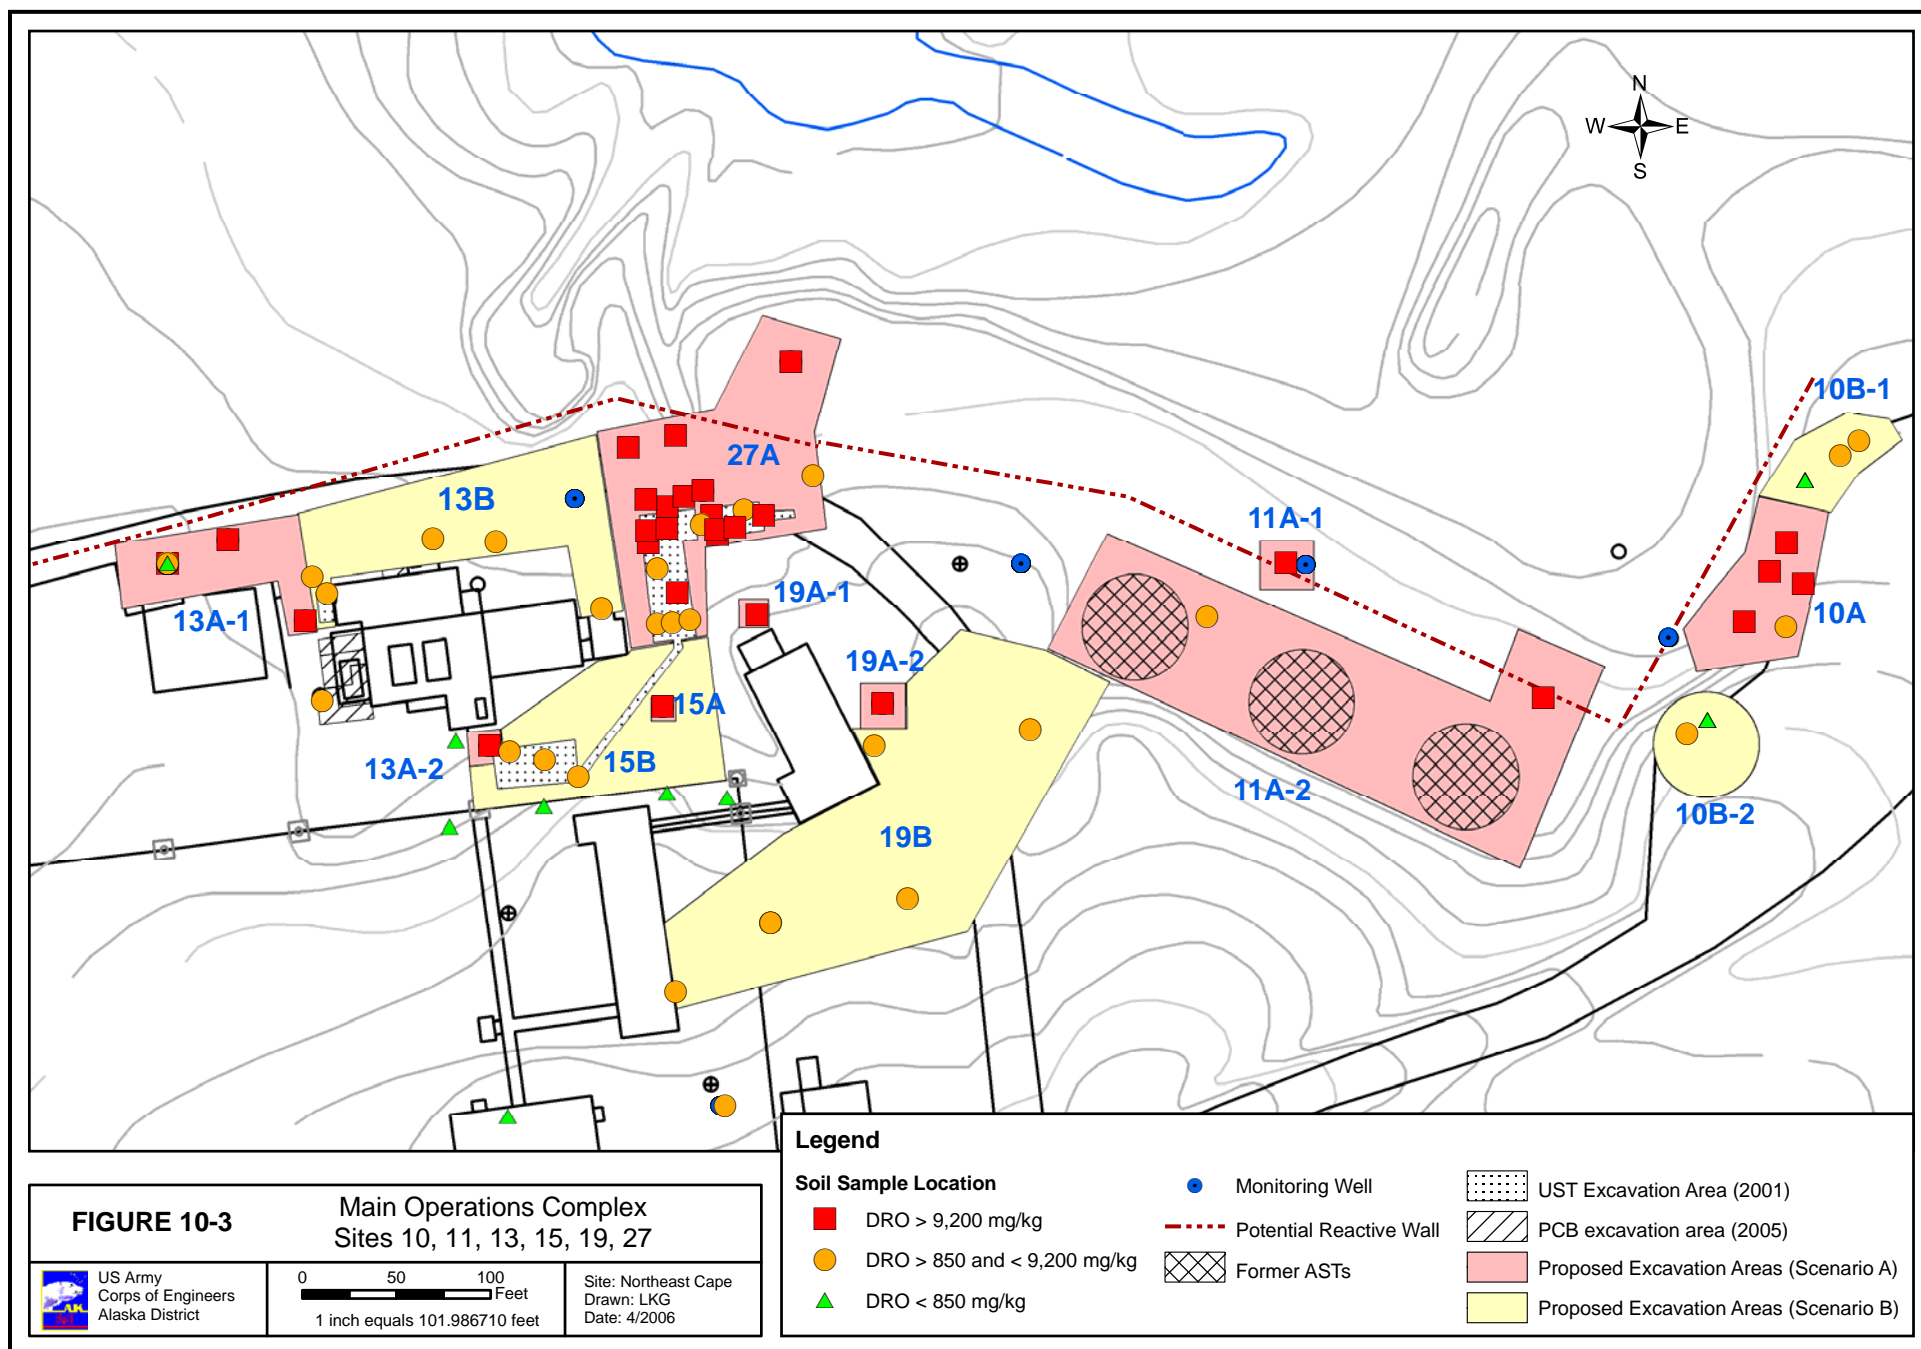 N
W E
S
10B-1
27A
13B
11A-1
19A-1
13A-1
10A
19A-2
15A
15B
13A-2
11A-2
10B-2
19B
FIGURE 10-3
Main Operations Complex
Sites 10, 11, 13, 15, 19, 27
US Army
Corps of Engineers
Alaska District
0 50 100
Feet
1 inch equals 101.986710 feet
Site: Northeast Cape
Drawn: LKG
Date: 4/2006
Legend
Soil Sample Location
DRO > 9,200 mg/kg
DRO > 850 and < 9,200 mg/kg
DRO < 850 mg/kg
Monitoring Well
Potential Reactive Wall
Former ASTs
UST Excavation Area (2001)
PCB excavation area (2005)
Proposed Excavation Areas (Scenario A)
Proposed Excavation Areas (Scenario B)